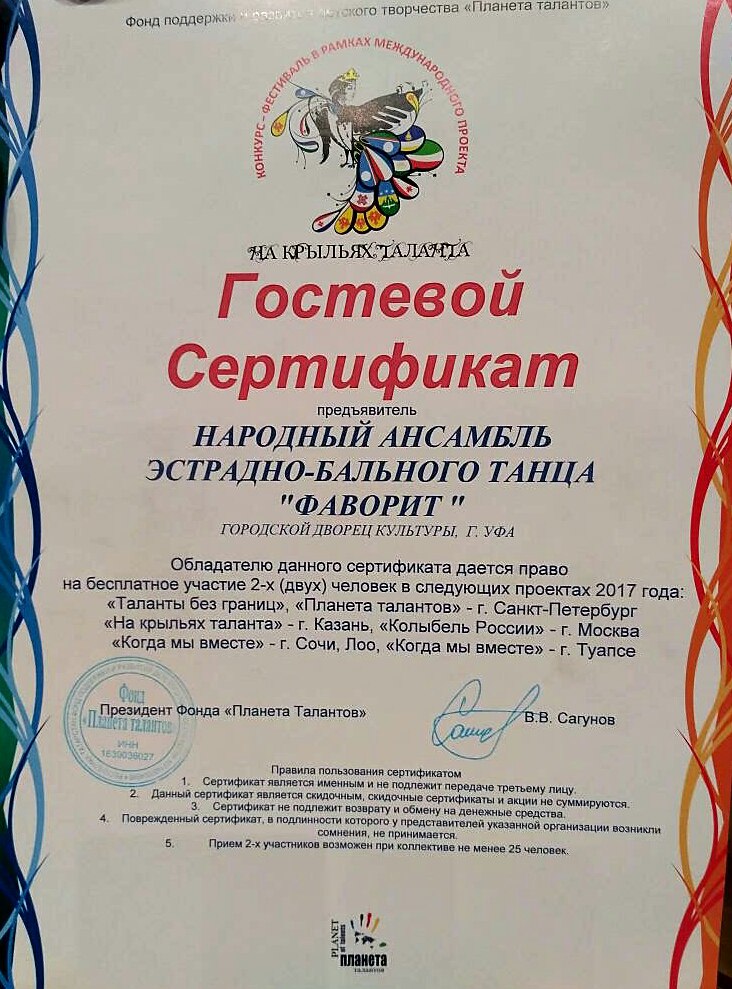 Фонд поддержки и развития детского творчества «Планета талантов»
КОНКУРС – ФЕСТИВАЛЬ В РАМКАХ МЕЖДУНАРОДНОГО ПРОЕКТА
НА КРЫЛЬЯХ ТАЛАНТА
Гостевой
Сертификат
предъявитель
НАРОДНЫЙ АНСАМБЛЬ
ЭСТРАДНО-БАЛЬНОГО ТАНЦА
"ФАВОРИТ "
ГОРОДСКОЙ ДВОРЕЦ КУЛЬТУРЫ, Г. УФА
Обладателю данного сертификата дается право
на бесплатное участие 2-х (двух) человек в следующих проектах 2017 года:
«Таланты без границ», «Планета талантов» - г. Санкт-Петербург
«На крыльях таланта» - г. Казань, «Колыбель России» - г. Москва
«Когда мы вместе» - г. Сочи, Лоо, «Когда мы вместе» - г. Туапсе
Фонд
«Планета талантов»
ИНН
1639036027
Президент Фонда «Планета Талантов»
В.В. Сагунов
Правила пользования сертификатом
1. Сертификат является именным и не подлежит передаче третьему лицу.
2. Данный сертификат является скидочным, скидочные сертификаты и акции не суммируются.
3. Сертификат не подлежит возврату и обмену на денежные средства.
4. Поврежденный сертификат, в подлинности которого у представителей указанной организации возникли
сомнения, не принимается.
5. Прием 2-х участников возможен при коллективе не менее 25 человек.
PLANET
of talents
планета
талантов